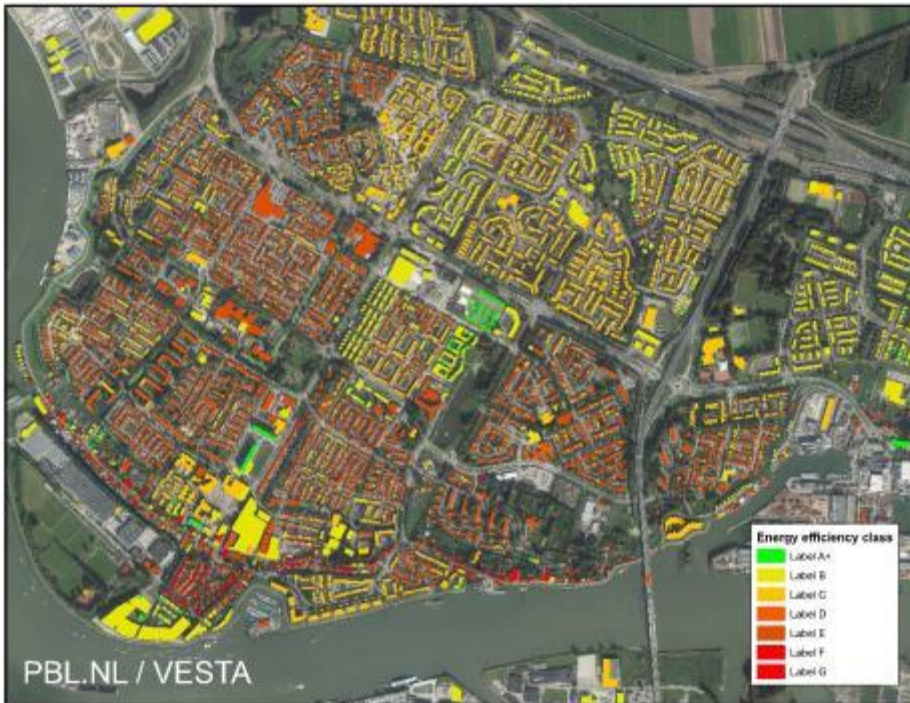 Energy efficiency class
Label A+
Label B
Label C
Label D
Label E
Label F
Label G
PBL.NL / VESTA